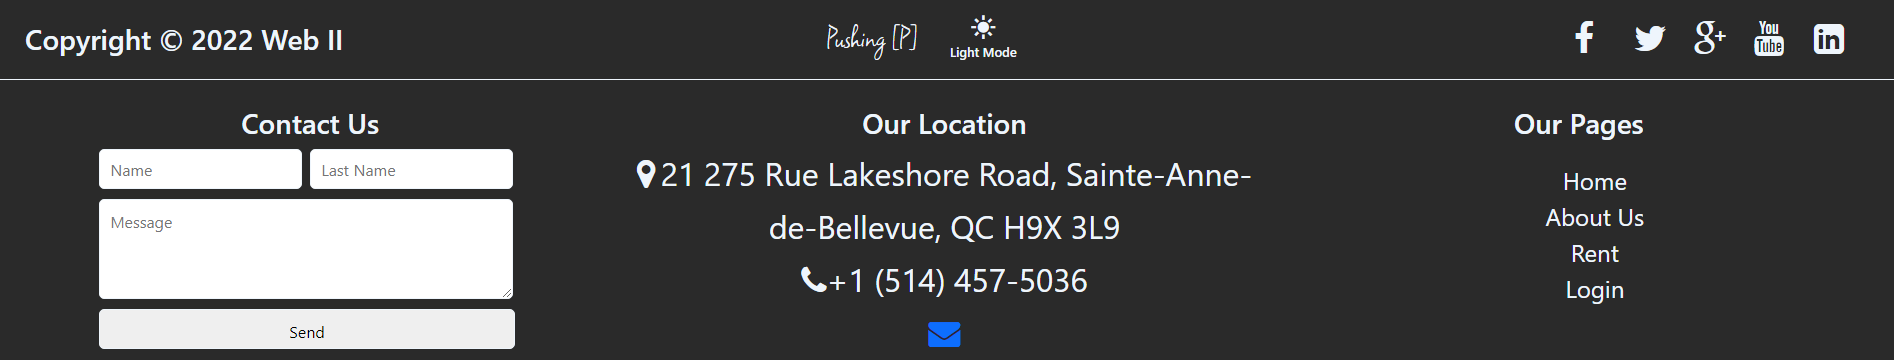 Copyright © 2022 Web II
Pushing [P]
Light Mode
f
g+
You
Tube
in
Contact Us
Name
Last Name
Message
Send
Our Location
21 275 Rue Lakeshore Road, Sainte-Anne-
de-Bellevue, QC H9X 3L9
+1 (514) 457-5036
Our Pages
Home
About Us
Rent
Login